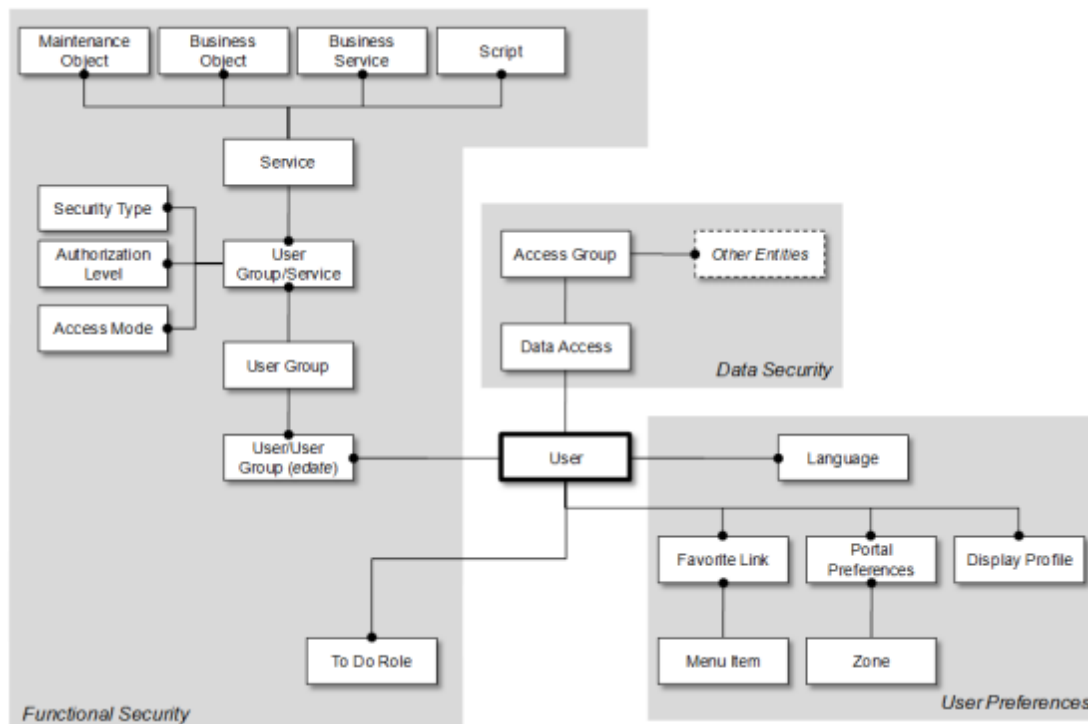 Maintenance
Object
Business
Object
Business
Service
Script
Service
Security Type
Authorization
Level
Access Mode
User
Group/Service
User Group
User/User
Group (edate)
To Do Role
Functional Security
Access Group
Other Entities
Data Access
Data Security
User
Language
Favorite Link
Portal
Preferences
Display Profile
Menu Item
Zone
User Preferences